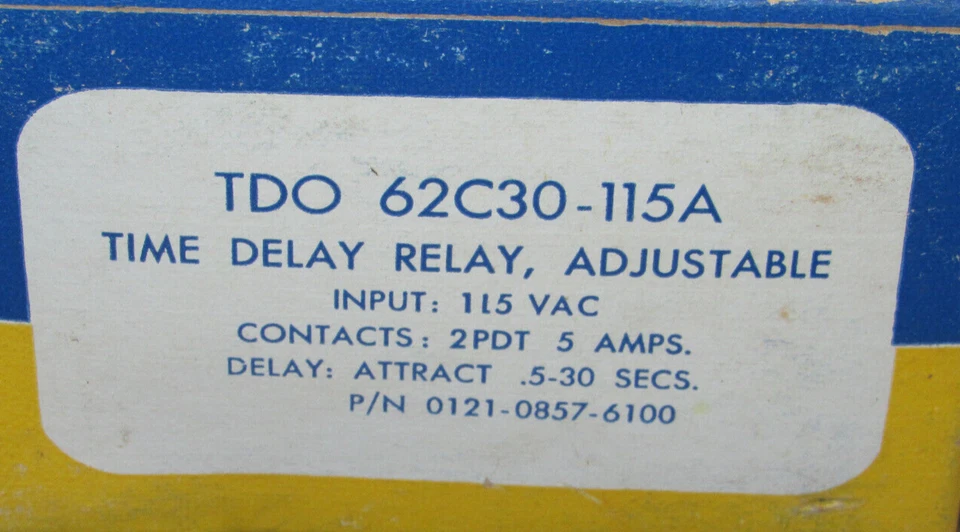 TDO 62C30-115A
TIME DELAY RELAY, ADJUSTABLE
INPUT: 115 VAC
CONTACTS: 2PDT 5 AMPS.
DELAY: ATTRACT .5-30 SECS.
P/N 0121-0857-6100